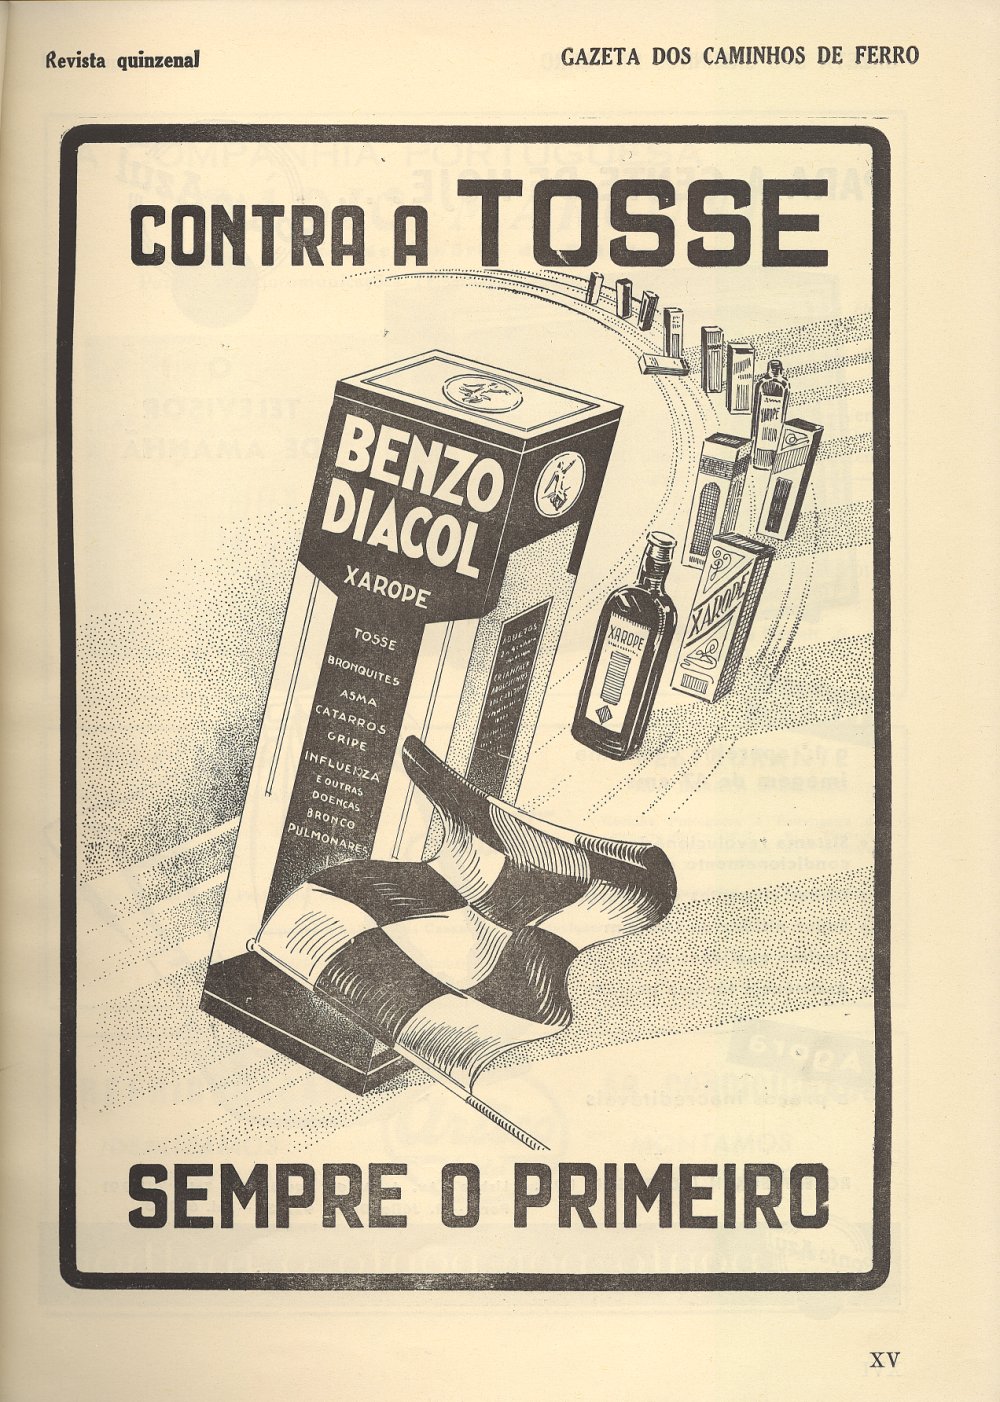 Revista quinzenal
GAZETA DOS CAMINHOS DE FERRO
CONTRA A TOSSE
BENZO
DIACOL
XAROPE
TOSSE
BRONQUITES
ASMA
CATARROS
GRIPE
INFLUENZA
E OUTRAS
DOENÇAS
BRONCO
PULMONARES
XAROPE
XAROPE
XAROPE
XAROPE
SEMPRE O PRIMEIRO
XV